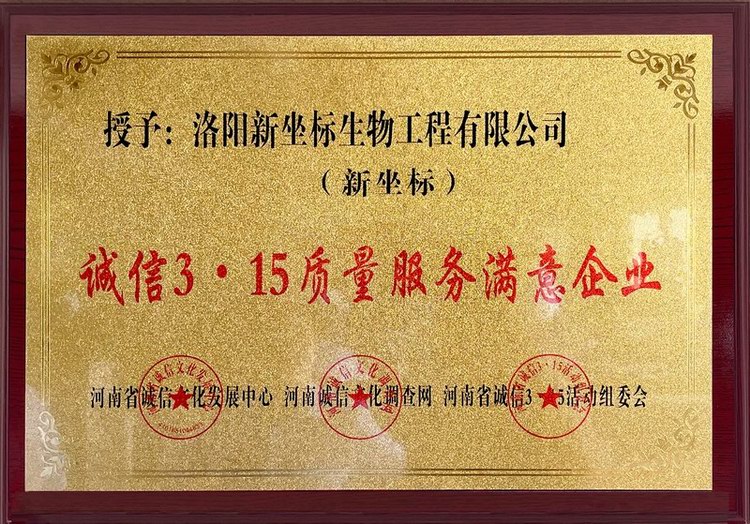 授予：洛阳新坐标生物工程有限公司
（新坐标）
诚信3·15质量服务满意企业
河南省诚信文化发展中心 河南诚信文化调查网 河南省诚信3·15活动组委会